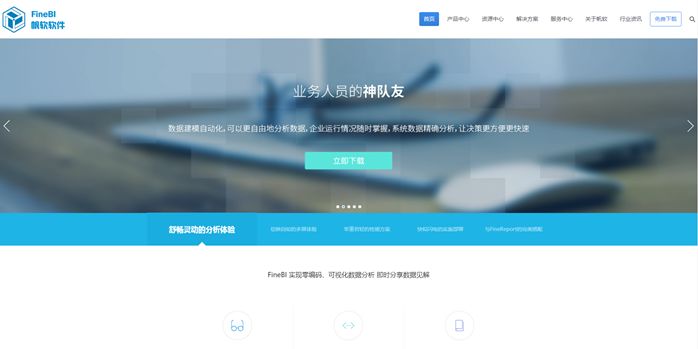 FineBI
帆软软件
首页
产品中心
资源中心
解决方案
服务中心
关于帆软
行业资讯
免费下载
业务人员的神队友
数据建模自动化,可以更自由地分析数据,企业运行情况随时掌握,系统数据精确分析,让决策更方便更快速
立即下载
舒畅灵动的分析体验
与FineReport的完美搭配
FineBI 实现零编码、可视化数据分析 即时分享数据见解